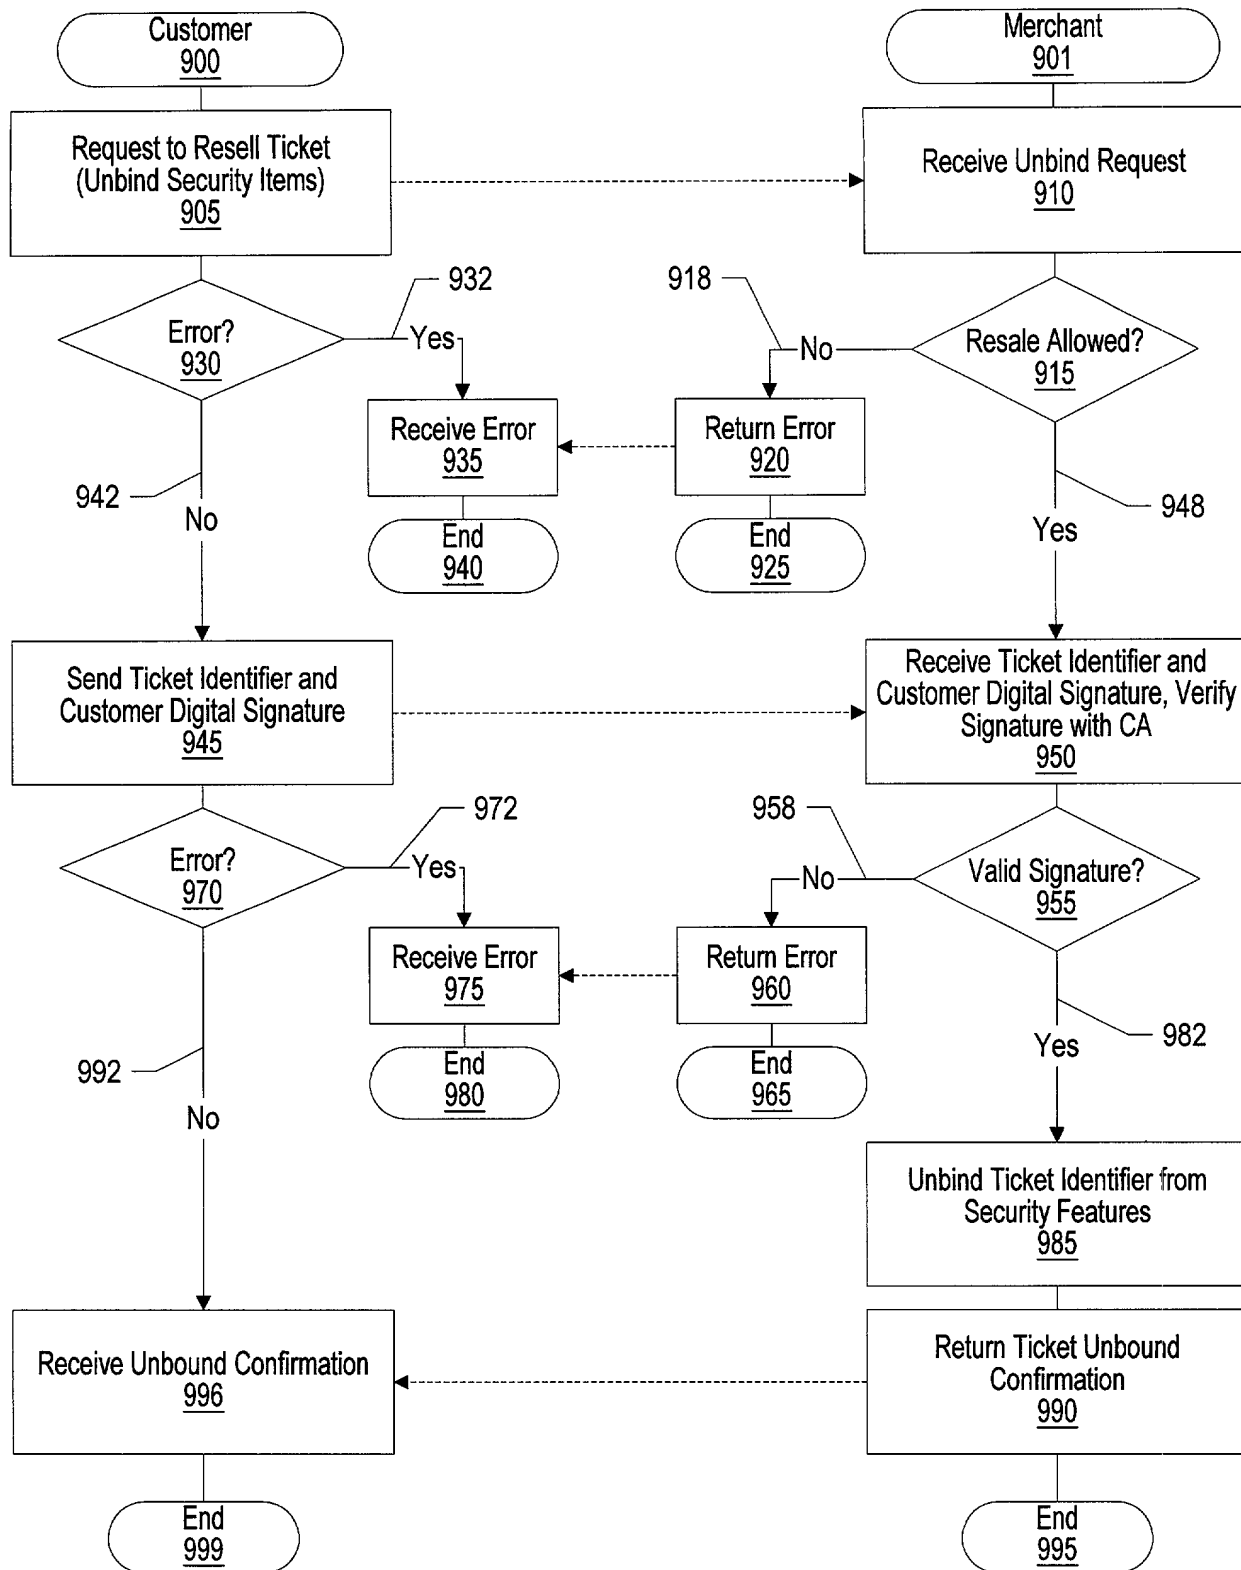 Customer
900
Merchant
901
Request to Resell Ticket
(Unbind Security Items)
905
Receive Unbind Request
910
932
918
Error?
930
Yes
No
Resale Allowed?
915
Receive Error
935
Return Error
920
942
948
No
End
940
End
925
Yes
Send Ticket Identifier and
Customer Digital Signature
945
Receive Ticket Identifier and
Customer Digital Signature, Verify
Signature with CA
950
972
958
Error?
970
Yes
No
Valid Signature?
955
Receive Error
975
Return Error
960
992
982
End
980
End
965
Yes
No
Unbind Ticket Identifier from
Security Features
985
Receive Unbound Confirmation
996
Return Ticket Unbound
Confirmation
990
End
999
End
995